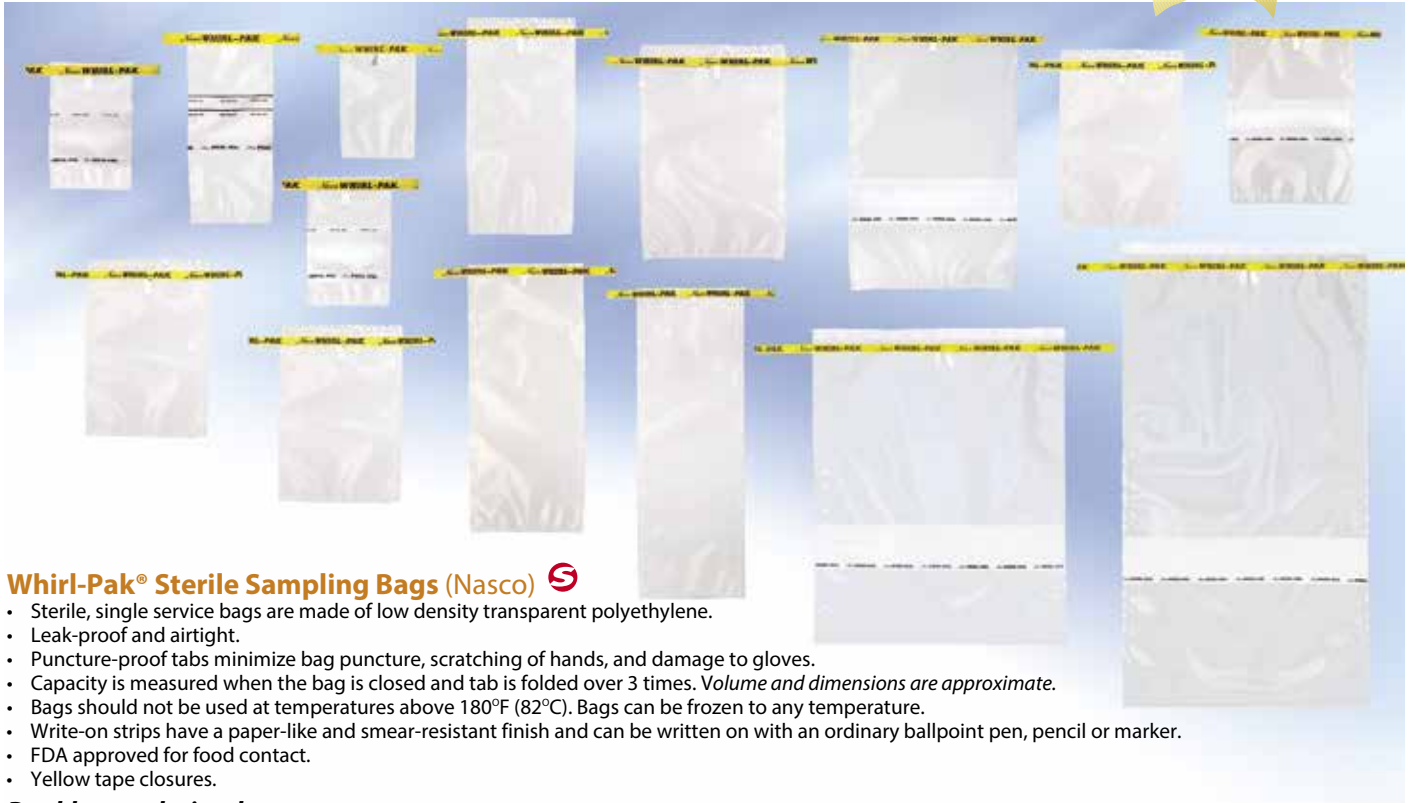 WHIRL-PAK
Whirl-Pak® Sterile Sampling Bags (Nasco) S
• Sterile, single service bags are made of low density transparent polyethylene.
• Leak-proof and airtight.
• Puncture-proof tabs minimize bag puncture, scratching of hands, and damage to gloves.
• Capacity is measured when the bag is closed and tab is folded over 3 times. Volume and dimensions are approximate.
• Bags should not be used at temperatures above 180°F (82°C). Bags can be frozen to any temperature.
• Write-on strips have a paper-like and smear-resistant finish and can be written on with an ordinary ballpoint pen, pencil or marker.
• FDA approved for food contact.
• Yellow tape closures.